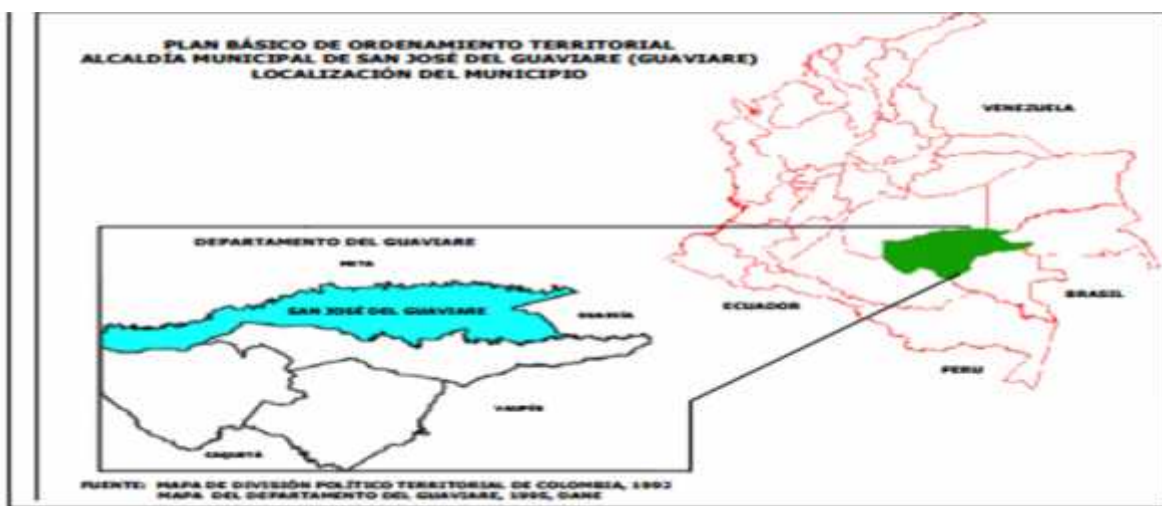 PLAN BÁSICO DE ORDENAMIENTO TERRITORIAL
ALCALDÍA MUNICIPAL DE SAN JOSÉ DEL GUAVIARE (GUAVIARE)
LOCALIZACIÓN DEL MUNICIPIO
VENEZUELA
DEPARTAMENTO DEL GUAVIARE
META
SAN JOSÉ DEL GUAVIARE
GUAINÍA
ECUADOR
BRASIL
PERU
VAUPÉS
CAQUETÁ
FUENTE: MAPA DE DIVISIÓN POLÍTICO TERRITORIAL DE COLOMBIA, 1992
MAPA DEL DEPARTAMENTO DEL GUAVIARE, 1995, DANE